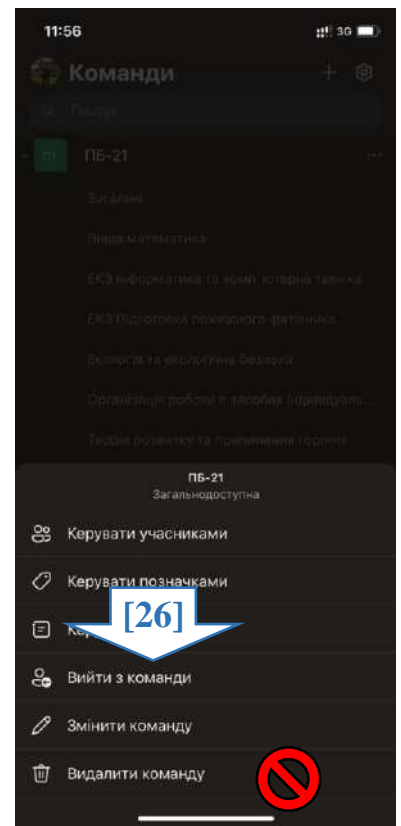 11:56
3G
Команди
Пошук
ПБ-21
Загальні
Вища математика
ЕКЗ Інформатика та комп'ютерна техніка
ЕКЗ Підготовка пожежного-рятівника
Екологія та екологічна безпека
Організація роботи в засобах індивідуаль...
Теорія розвитку та припинення горіння
ПБ-21
Загальнодоступна
Керувати учасниками
Керувати позначками
[26]
Вийти з команди
Змінити команду
Видалити команду